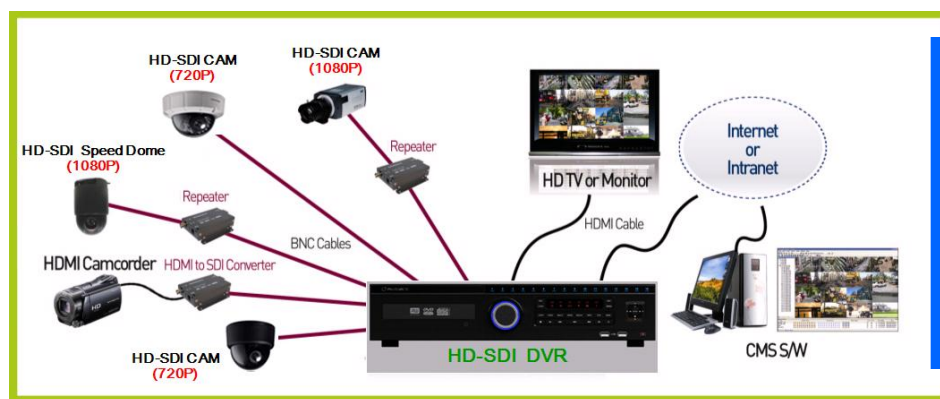 HD-SDI CAM
(720P)
HD-SDI CAM
(1080P)
HD-SDI Speed Dome
(1080P)
Repeater
Repeater
BNC Cables
HDMI Camcorder
HDMI to SDI Converter
HD-SDI CAM
(720P)
HD-SDI DVR
HD TV or Monitor
HDMI Cable
Internet
or
Intranet
CMS S/W